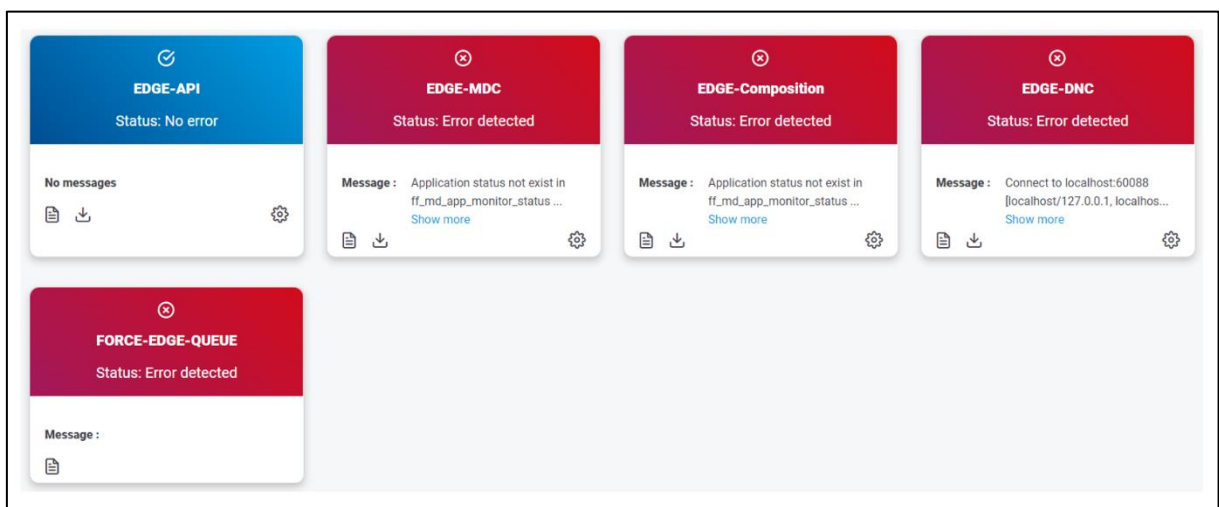 EDGE-API
Status: No error
No messages
EDGE-MDC
Status: Error detected
Message : Application status not exist in
ff_md_app_monitor_status ...
Show more
EDGE-Composition
Status: Error detected
Message : Application status not exist in
ff_md_app_monitor_status ...
Show more
EDGE-DNC
Status: Error detected
Message : Connect to localhost:60088
[localhost/127.0.0.1, localhos...
Show more
FORCE-EDGE-QUEUE
Status: Error detected
Message :